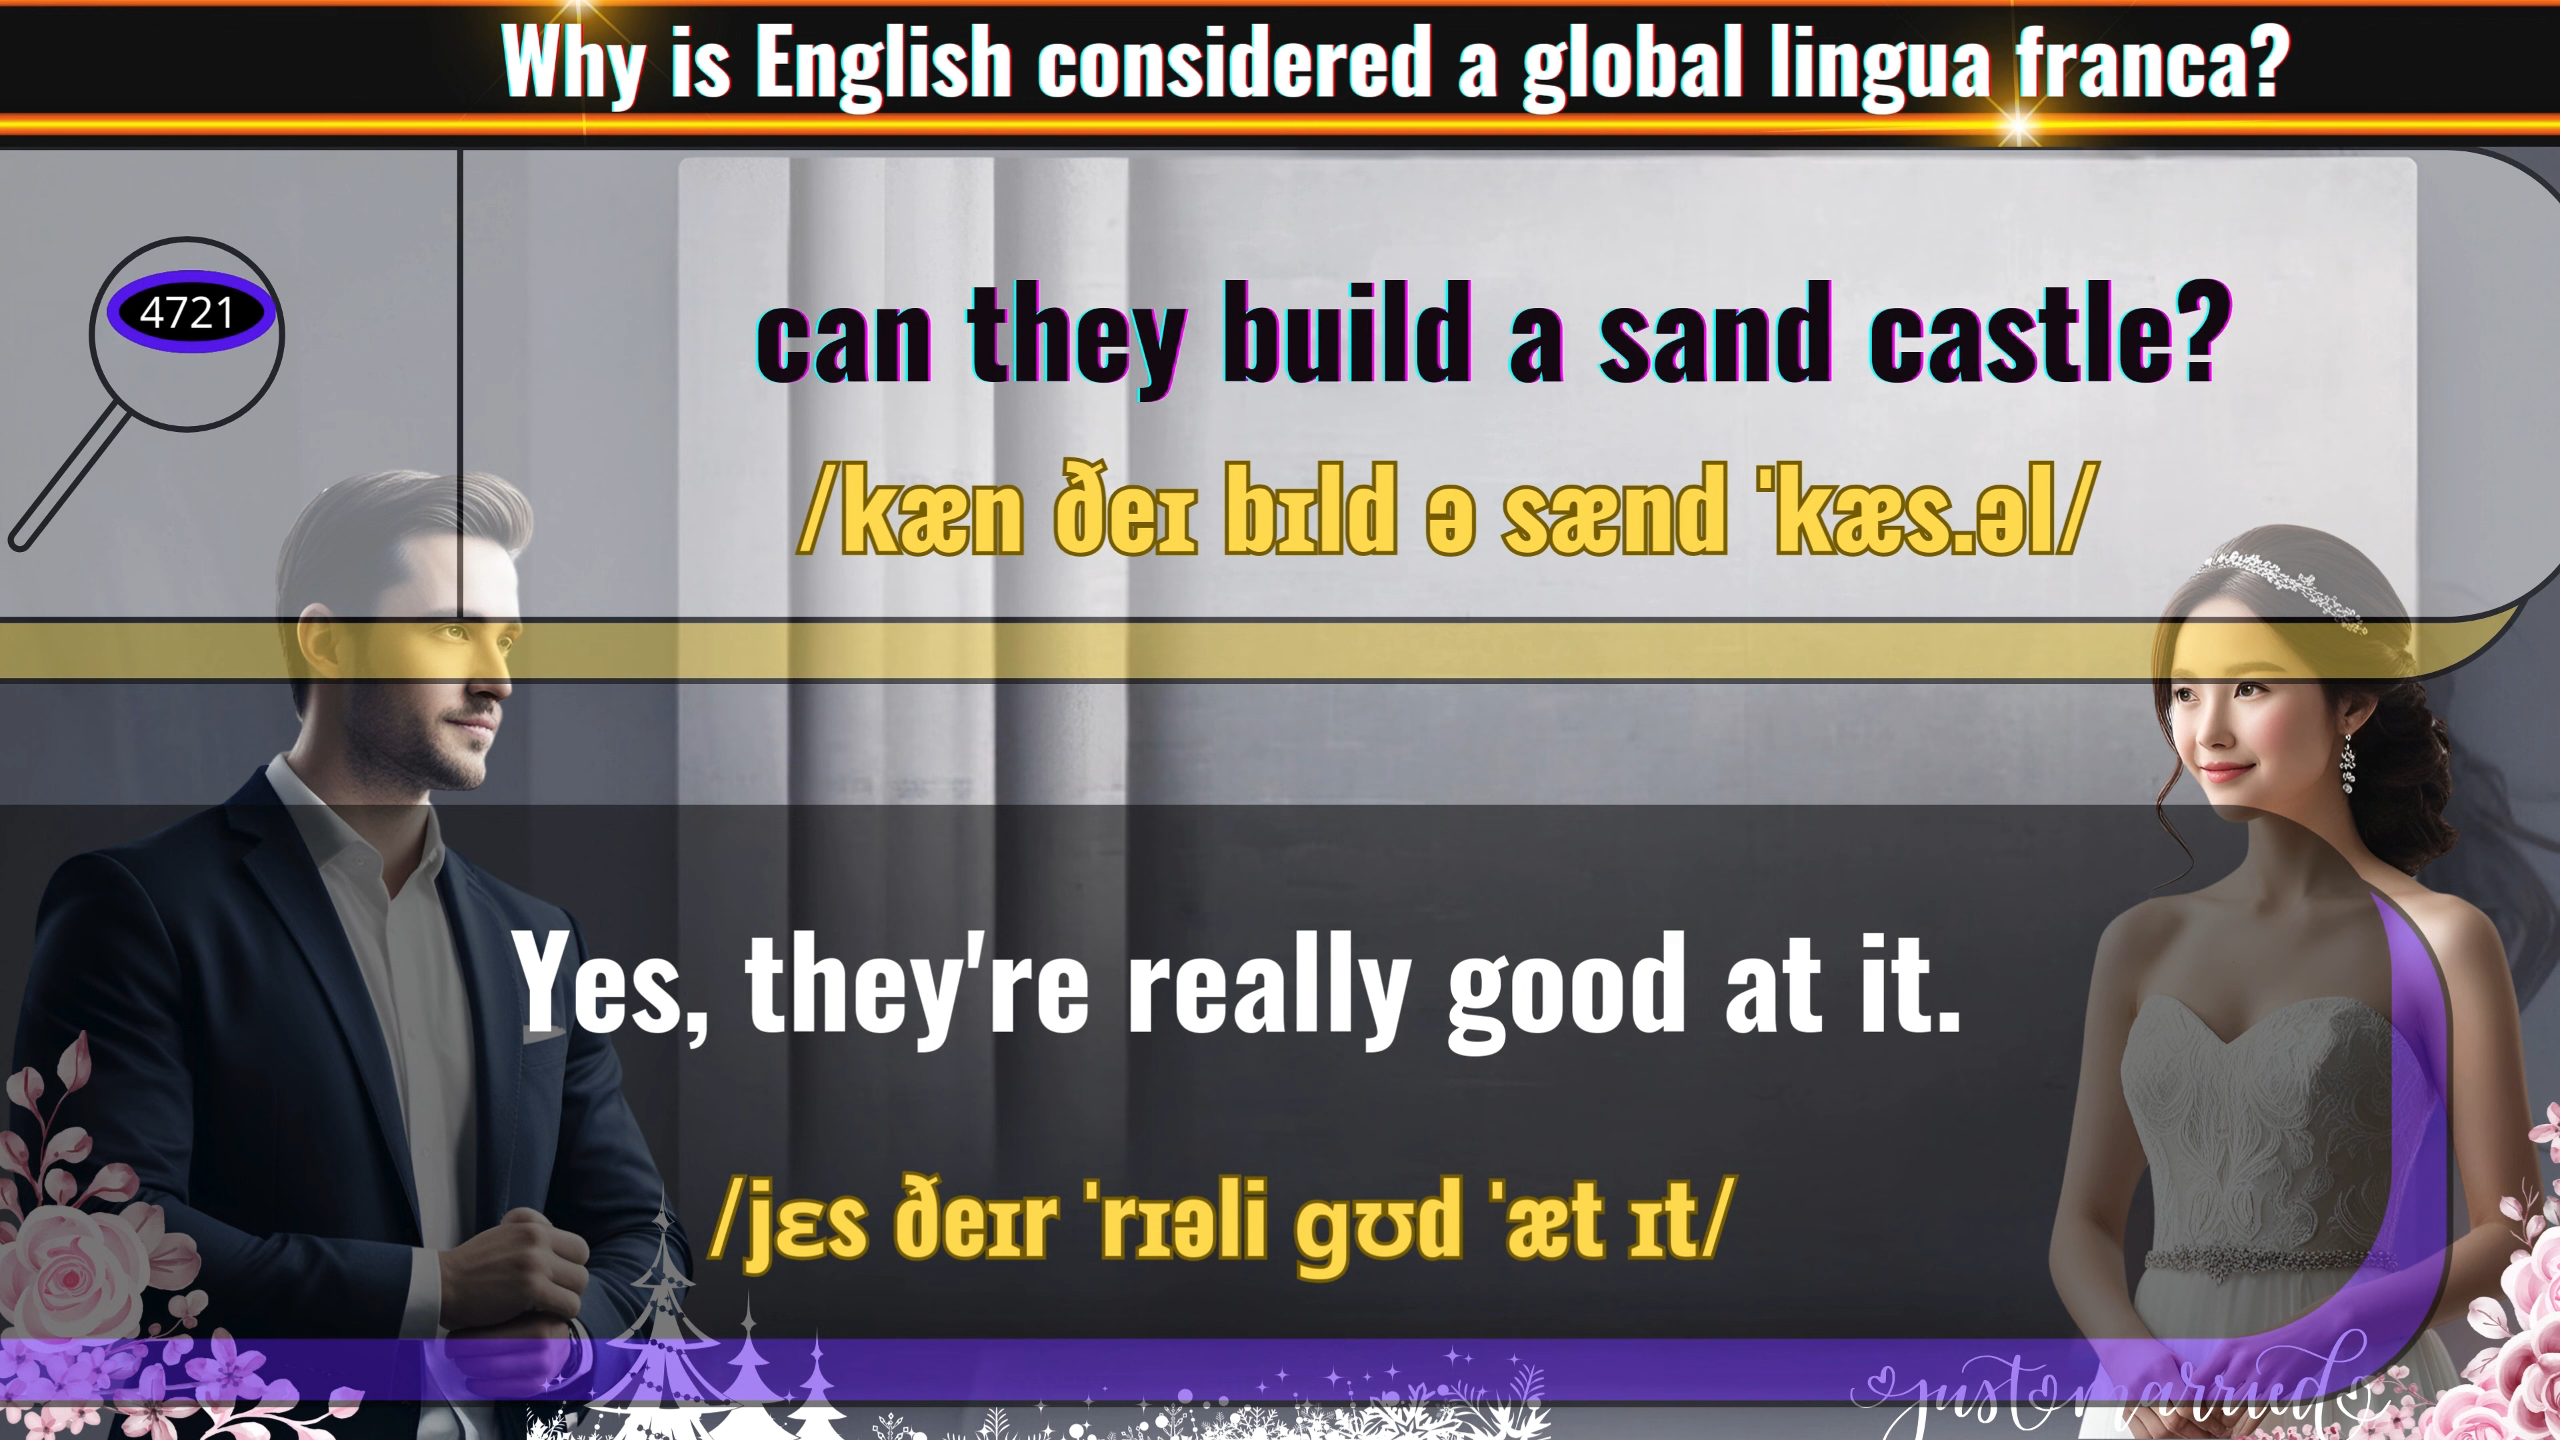 Why is English considered a global lingua franca?
4721
can they build a sand castle?
/kæn ðeɪ bɪld ə sænd ˈkæs.əl/
Yes, they're really good at it.
/jɛs ðeɪr ˈrɪəli ɡʊd ˈæt ɪt/
just married